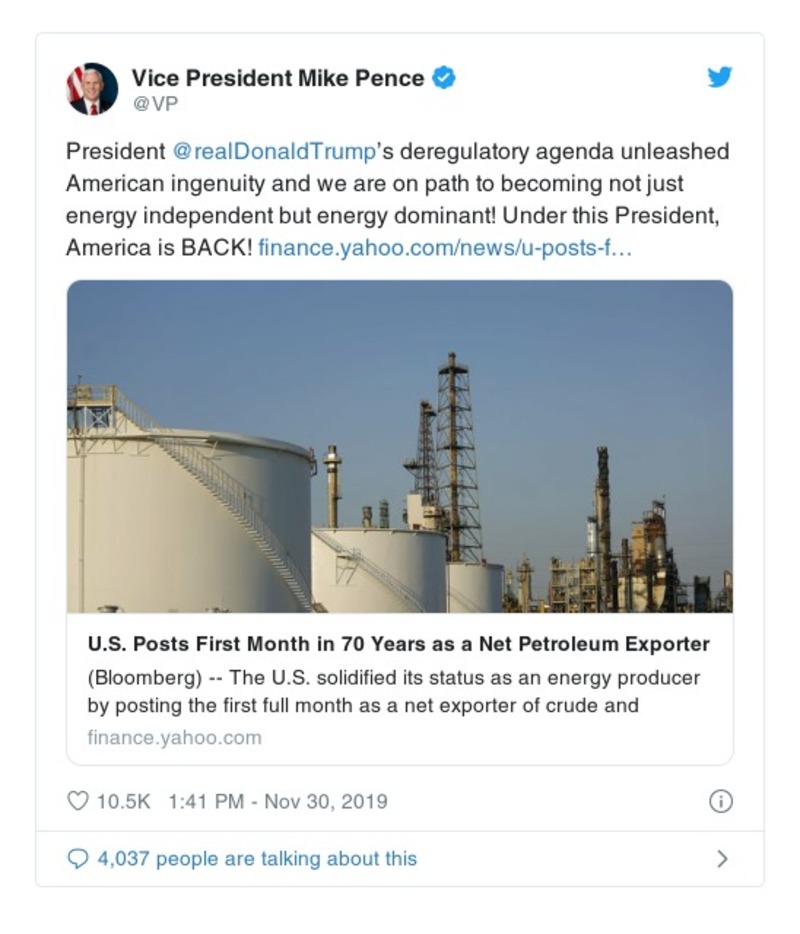 Vice President Mike Pence
@VP
President @realDonaldTrump's deregulatory agenda unleashed
American ingenuity and we are on path to becoming not just
energy independent but energy dominant! Under this President,
America is BACK! finance.yahoo.com/news/u-posts-f…
U.S. Posts First Month in 70 Years as a Net Petroleum Exporter
(Bloomberg) -- The U.S. solidified its status as an energy producer
by posting the first full month as a net exporter of crude and
finance.yahoo.com
10.5K 1:41 PM - Nov 30, 2019
4,037 people are talking about this